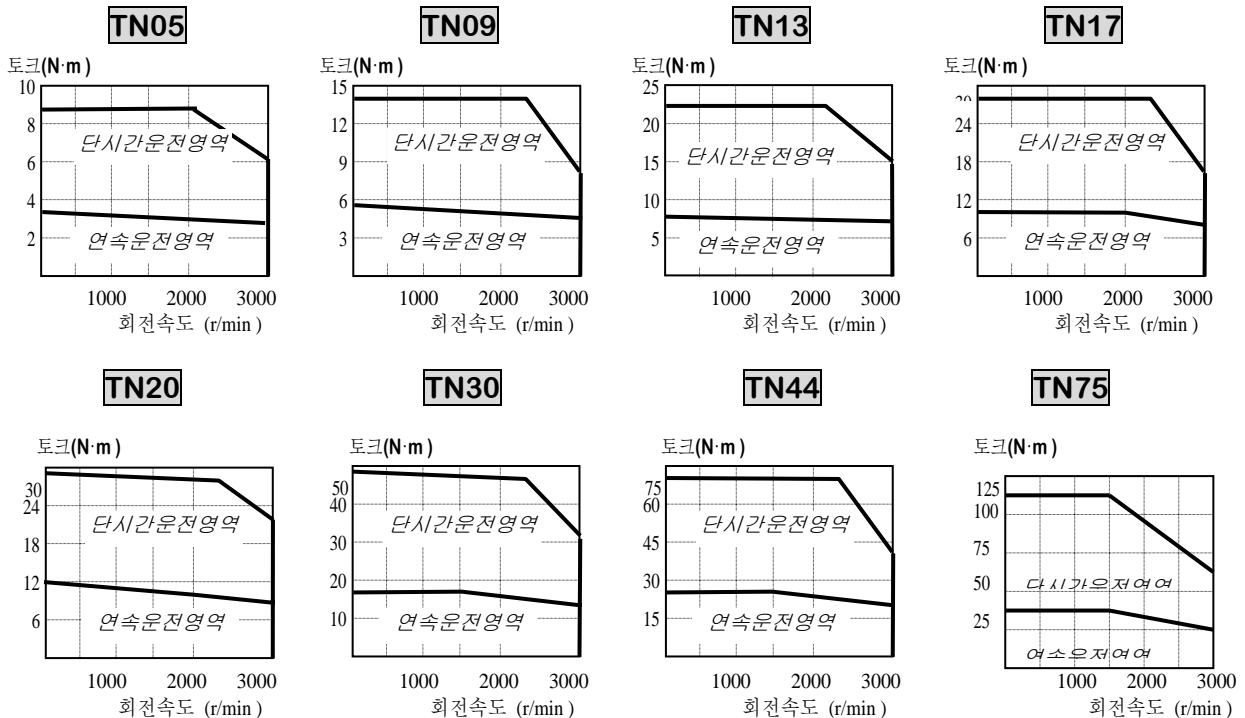 TN05 TN09 TN13 TN17
토크(N·m) 토크(N·m) 토크(N·m) 토크(N·m)
10 15 25
8 12 20 24
단시간운전영역 단시간운전영역 단시간운전영역 단시간운전영역
6 9 15 18
4 6 10 12
2 3 5 6
연속운전영역 연속운전영역 연속운전영역 연속운전영역
1000 2000 3000 1000 2000 3000 1000 2000 3000 1000 2000 3000
회전속도 (r/min) 회전속도 (r/min) 회전속도 (r/min) 회전속도 (r/min)
TN20 TN30 TN44 TN75
토크(N·m) 토크(N·m) 토크(N·m) 토크(N·m)
30 50 75 125
24 40 60 100
단시간운전영역 단시간운전영역 단시간운전영역
18 30 45 75
12 20 30 50
6 10 15 25
연속운전영역 연속운전영역 연속운전영역
1000 2000 3000 1000 2000 3000 1000 2000 3000 1000 2000 3000
회전속도 (r/min) 회전속도 (r/min) 회전속도 (r/min) 회전속도 (r/min)